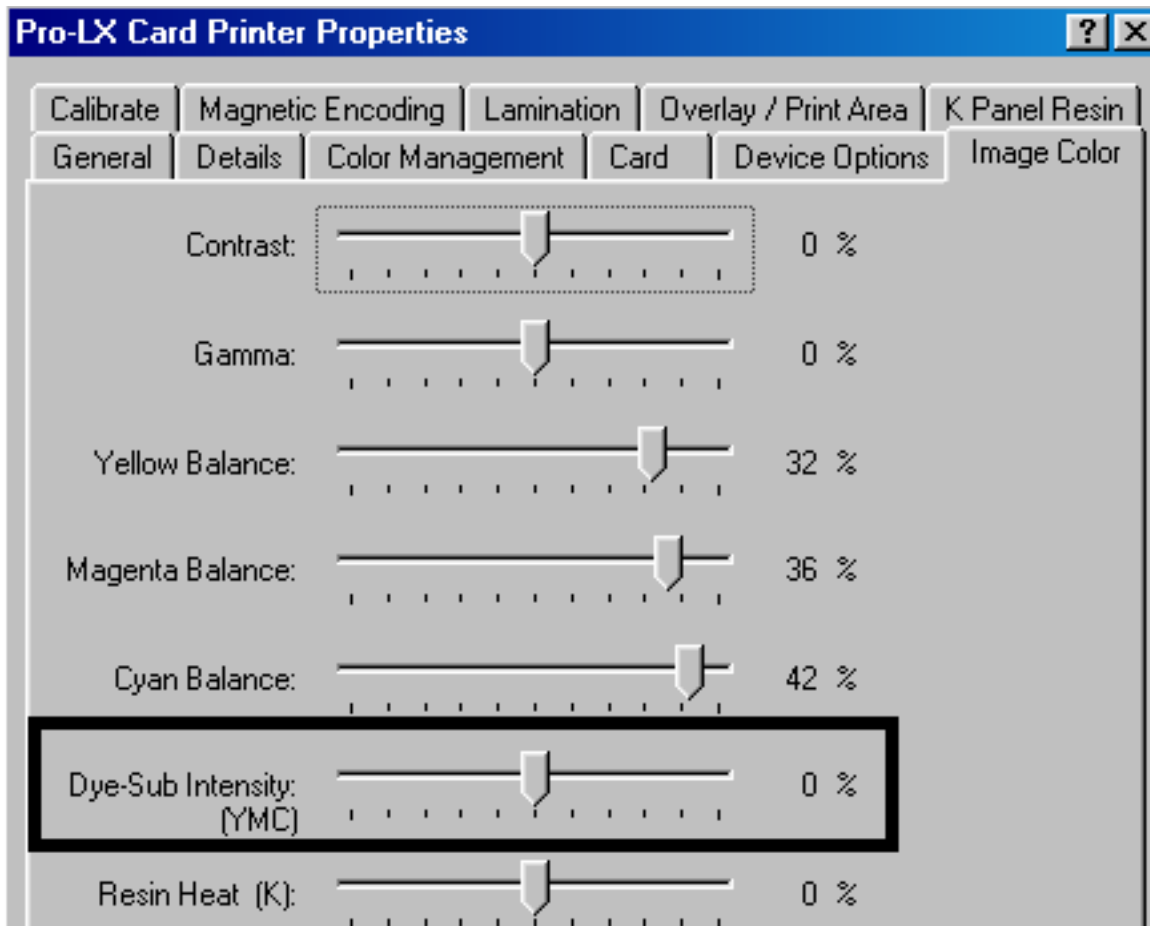 Pro-LX Card Printer Properties
Calibrate Magnetic Encoding Lamination Overlay / Print Area K Panel Resin
General Details Color Management Card Device Options Image Color
Contrast: 0 %
Gamma: 0 %
Yellow Balance: 32 %
Magenta Balance: 36 %
Cyan Balance: 42 %
Dye-Sub Intensity: 0 %
(YMC)
Resin Heat (K): 0 %